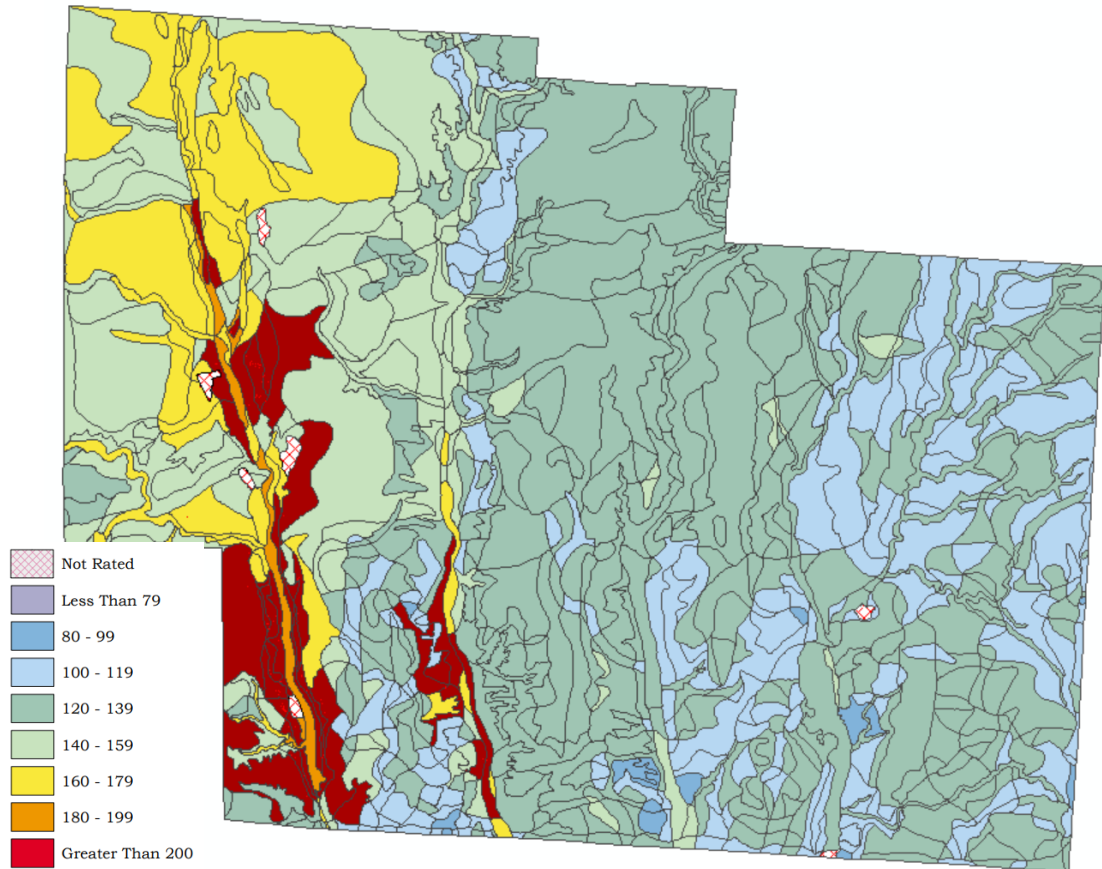 Not Rated
Less Than 79
80 - 99
100 - 119
120 - 139
140 - 159
160 - 179
180 - 199
Greater Than 200